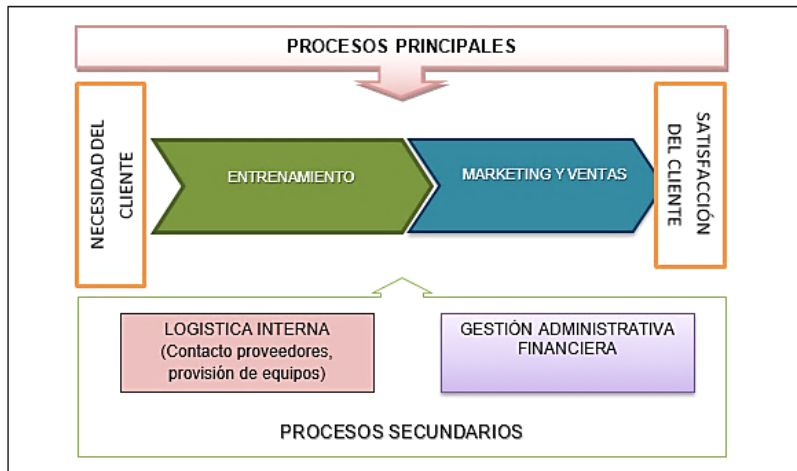 PROCESOS PRINCIPALES
NECESIDAD DEL
CLIENTE
ENTRENAMIENTO
MARKETING Y VENTAS
SATISFACCIÓN
DEL CLIENTE
LOGISTICA INTERNA
(Contacto proveedores,
provisión de equipos)
GESTIÓN ADMINISTRATIVA
FINANCIERA
PROCESOS SECUNDARIOS